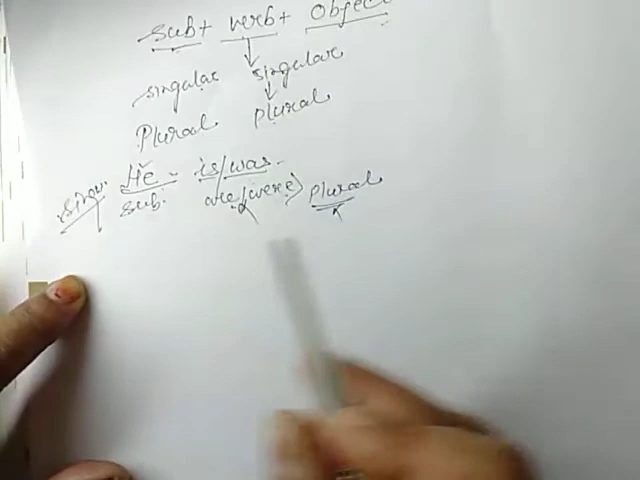 sub+ verb+ Object
singular singular
Plural plural
Singu. He - is/was.
sub. are/were > plural